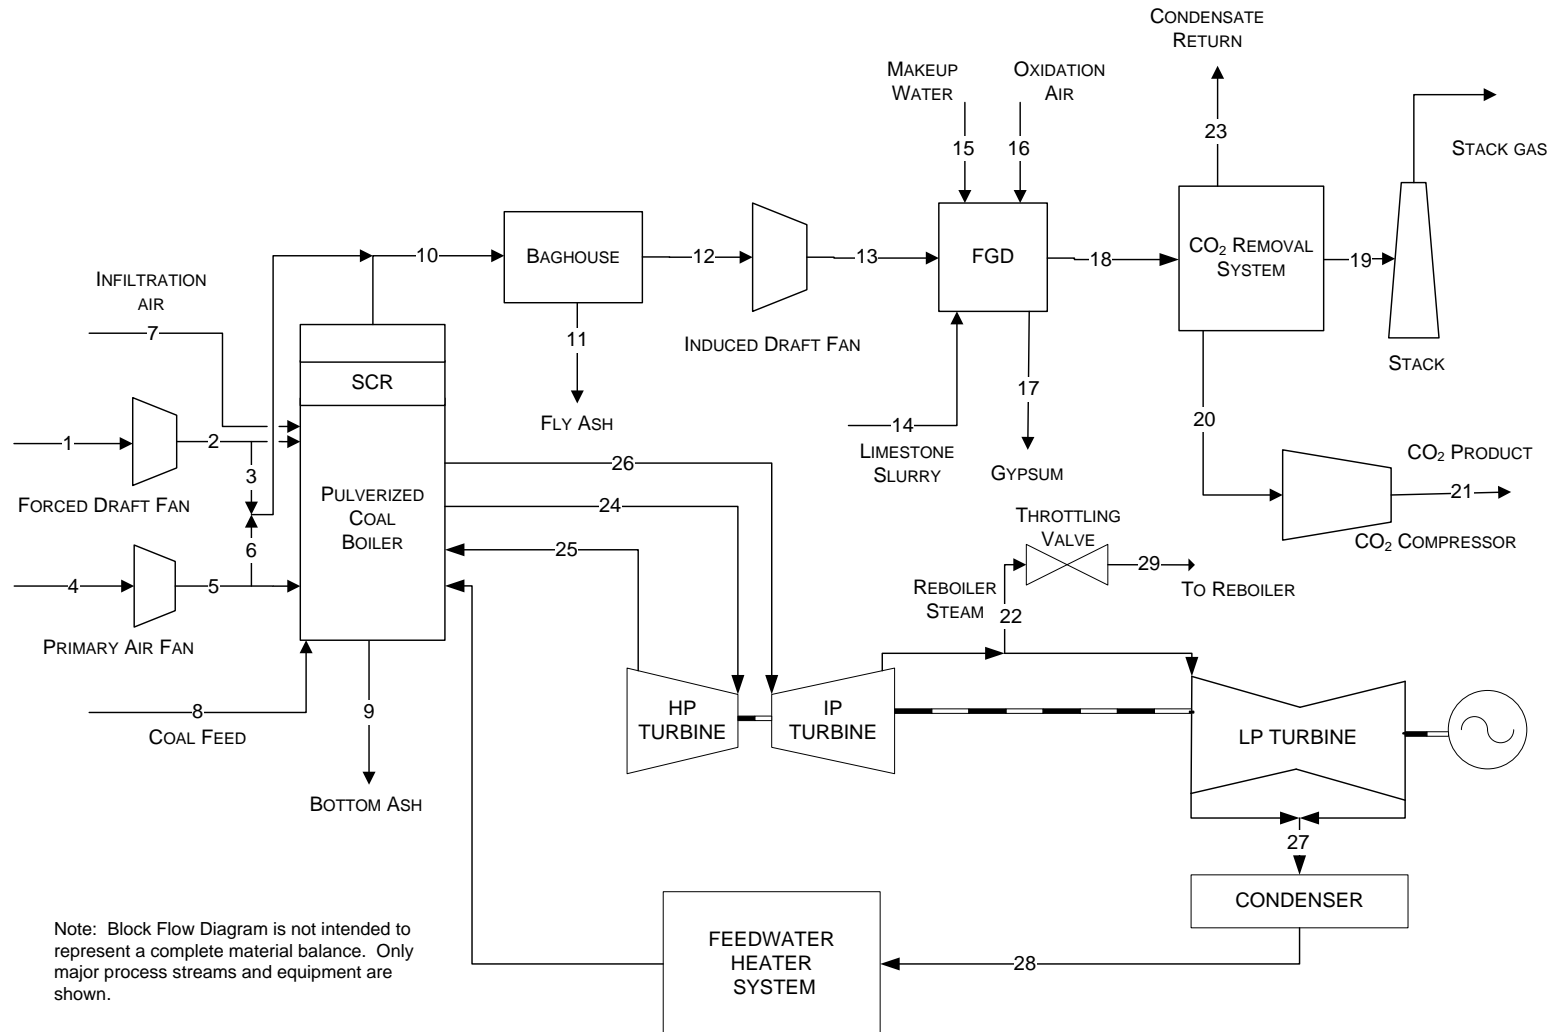 CONDENSATE
RETURN
MAKEUP
WATER
OXIDATION
AIR
15
16
23
STACK GAS
INFILTRATION
AIR
7
10
BAGHOUSE
12
13
FGD
18
CO₂ REMOVAL
SYSTEM
19
11
INDUCED DRAFT FAN
STACK
SCR
FLY ASH
17
14
LIMESTONE
SLURRY
GYPSUM
20
1
2
3
FORCED DRAFT FAN
26
24
25
PULVERIZED
COAL
BOILER
CO₂ PRODUCT
21
CO₂ COMPRESSOR
THROTTLING
VALVE
29
TO REBOILER
REBOILER
STEAM
22
6
4
5
PRIMARY AIR FAN
8
COAL FEED
9
BOTTOM ASH
HP
TURBINE
IP
TURBINE
LP TURBINE
27
CONDENSER
28
FEEDWATER
HEATER
SYSTEM
Note: Block Flow Diagram is not intended to
represent a complete material balance. Only
major process streams and equipment are
shown.